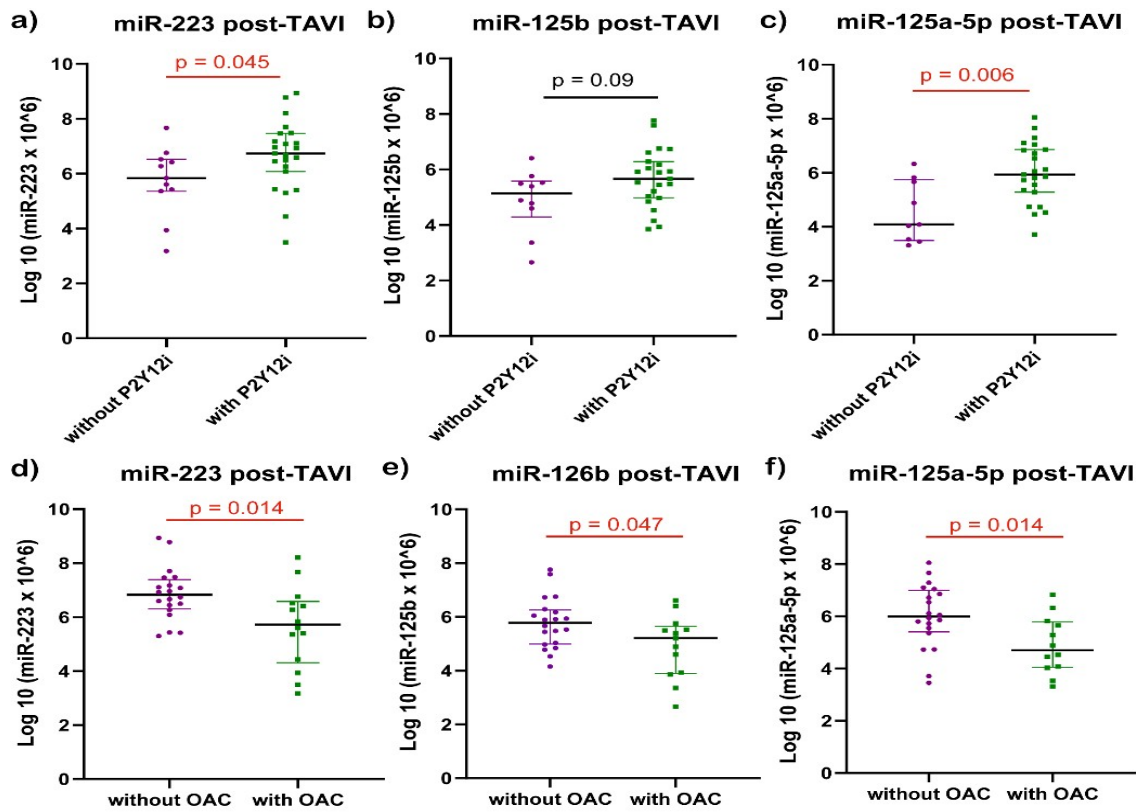 a)
miR-223 post-TAVI
p = 0.045
Log 10 (miR-223 x 10^6)
10
8
6
4
2
0
without P2Y12i
with P2Y12i
b)
miR-125b post-TAVI
p = 0.09
Log 10 (miR-125b x 10^6)
10
8
6
4
2
0
without P2Y12i
with P2Y12i
c)
miR-125a-5p post-TAVI
p = 0.006
Log 10 (miR-125a-5p x 10^6)
10
8
6
4
2
0
without P2Y12i
with P2Y12i
d)
miR-223 post-TAVI
p = 0.014
Log 10 (miR-223 x 10^6)
10
8
6
4
2
0
without OAC
with OAC
e)
miR-126b post-TAVI
p = 0.047
Log 10 (miR-125b x 10^6)
10
8
6
4
2
0
without OAC
with OAC
f)
miR-125a-5p post-TAVI
p = 0.014
Log 10 (miR-125a-5p x 10^6)
10
8
6
4
2
0
without OAC
with OAC